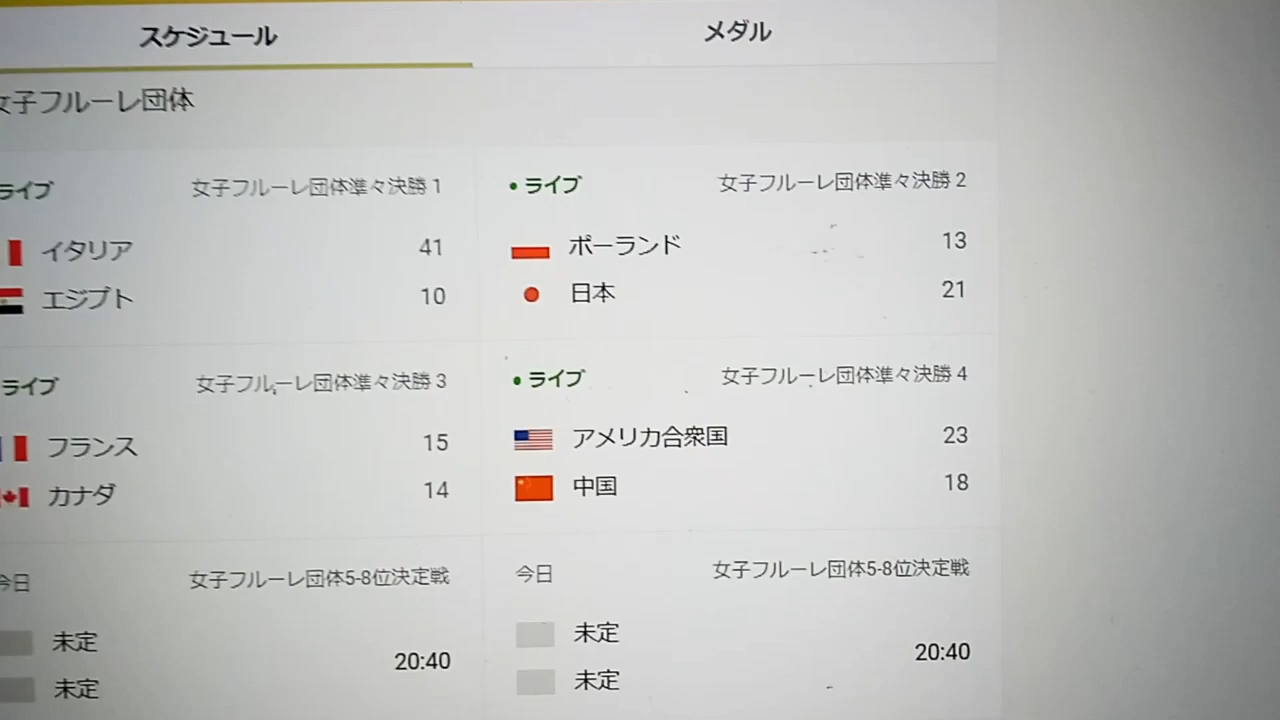 スケジュール
メダル
女子フルーレ団体
ライブ 女子フルーレ団体準々決勝 1
イタリア 41
エジプト 10
ライブ 女子フルーレ団体準々決勝 2
ポーランド 13
日本 21
ライブ 女子フルーレ団体準々決勝 3
フランス 15
カナダ 14
ライブ 女子フルーレ団体準々決勝 4
アメリカ合衆国 23
中国 18
今日 女子フルーレ団体5-8位決定戦
未定
20:40
未定
今日 女子フルーレ団体5-8位決定戦
未定
20:40
未定